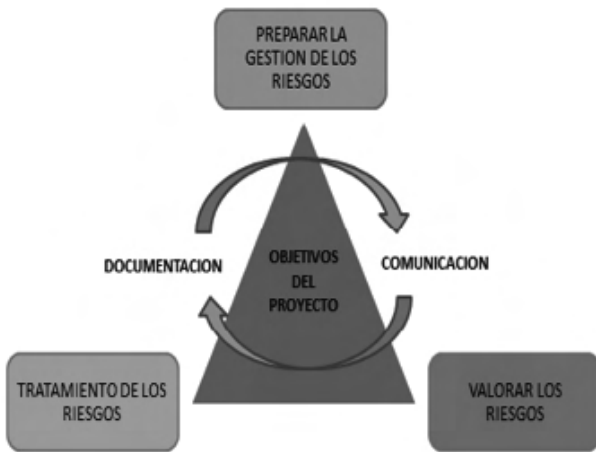 PREPARAR LA
GESTION DE LOS
RIESGOS
DOCUMENTACION
OBJETIVOS
DEL
PROYECTO
COMUNICACION
TRATAMIENTO DE LOS
RIESGOS
VALORAR LOS
RIESGOS